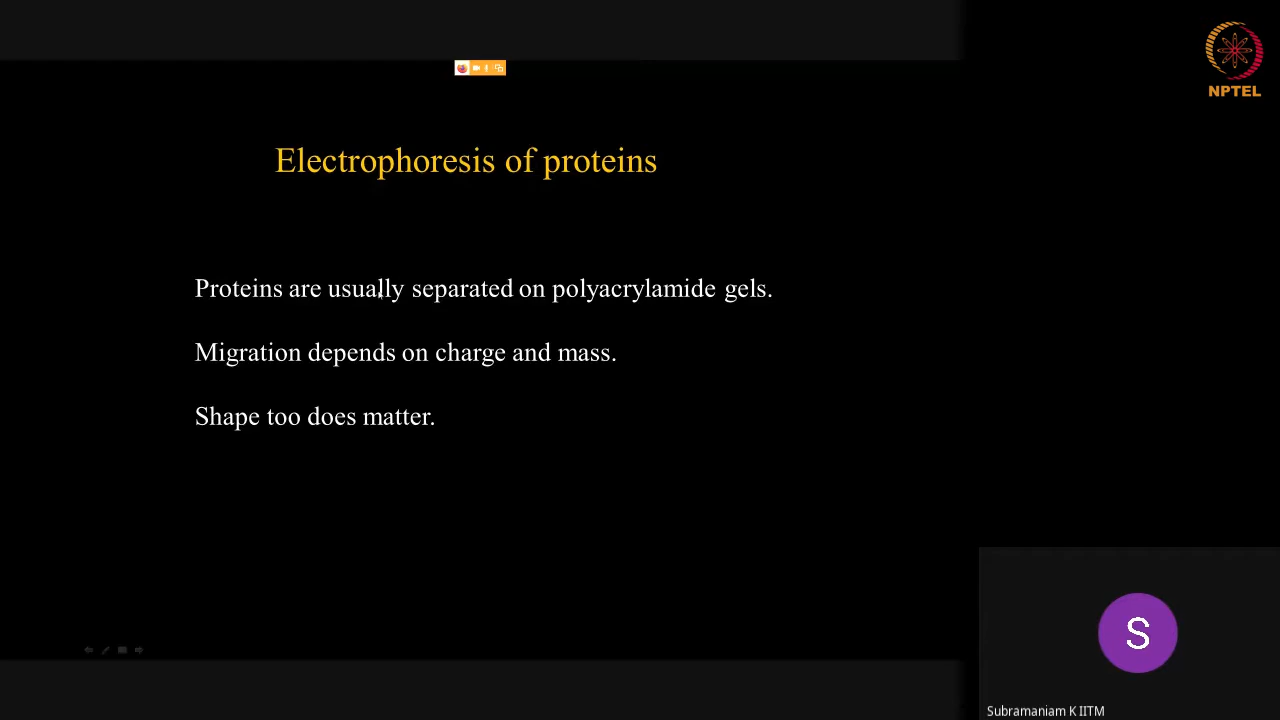 NPTEL
Electrophoresis of proteins
Proteins are usually separated on polyacrylamide gels.
Migration depends on charge and mass.
Shape too does matter.
S
Subramaniam K IITM